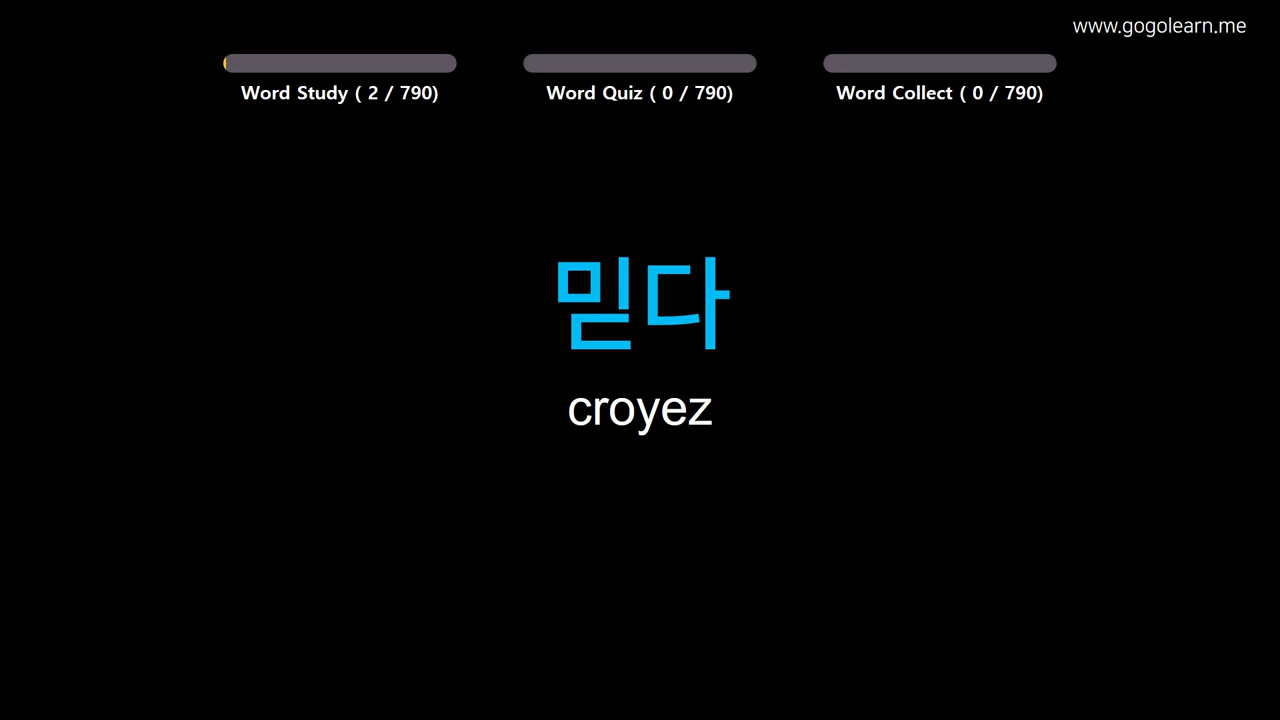 www.gogolearn.me
Word Study ( 2 / 790)
Word Quiz ( 0 / 790)
Word Collect ( 0 / 790)
믿다
croyez